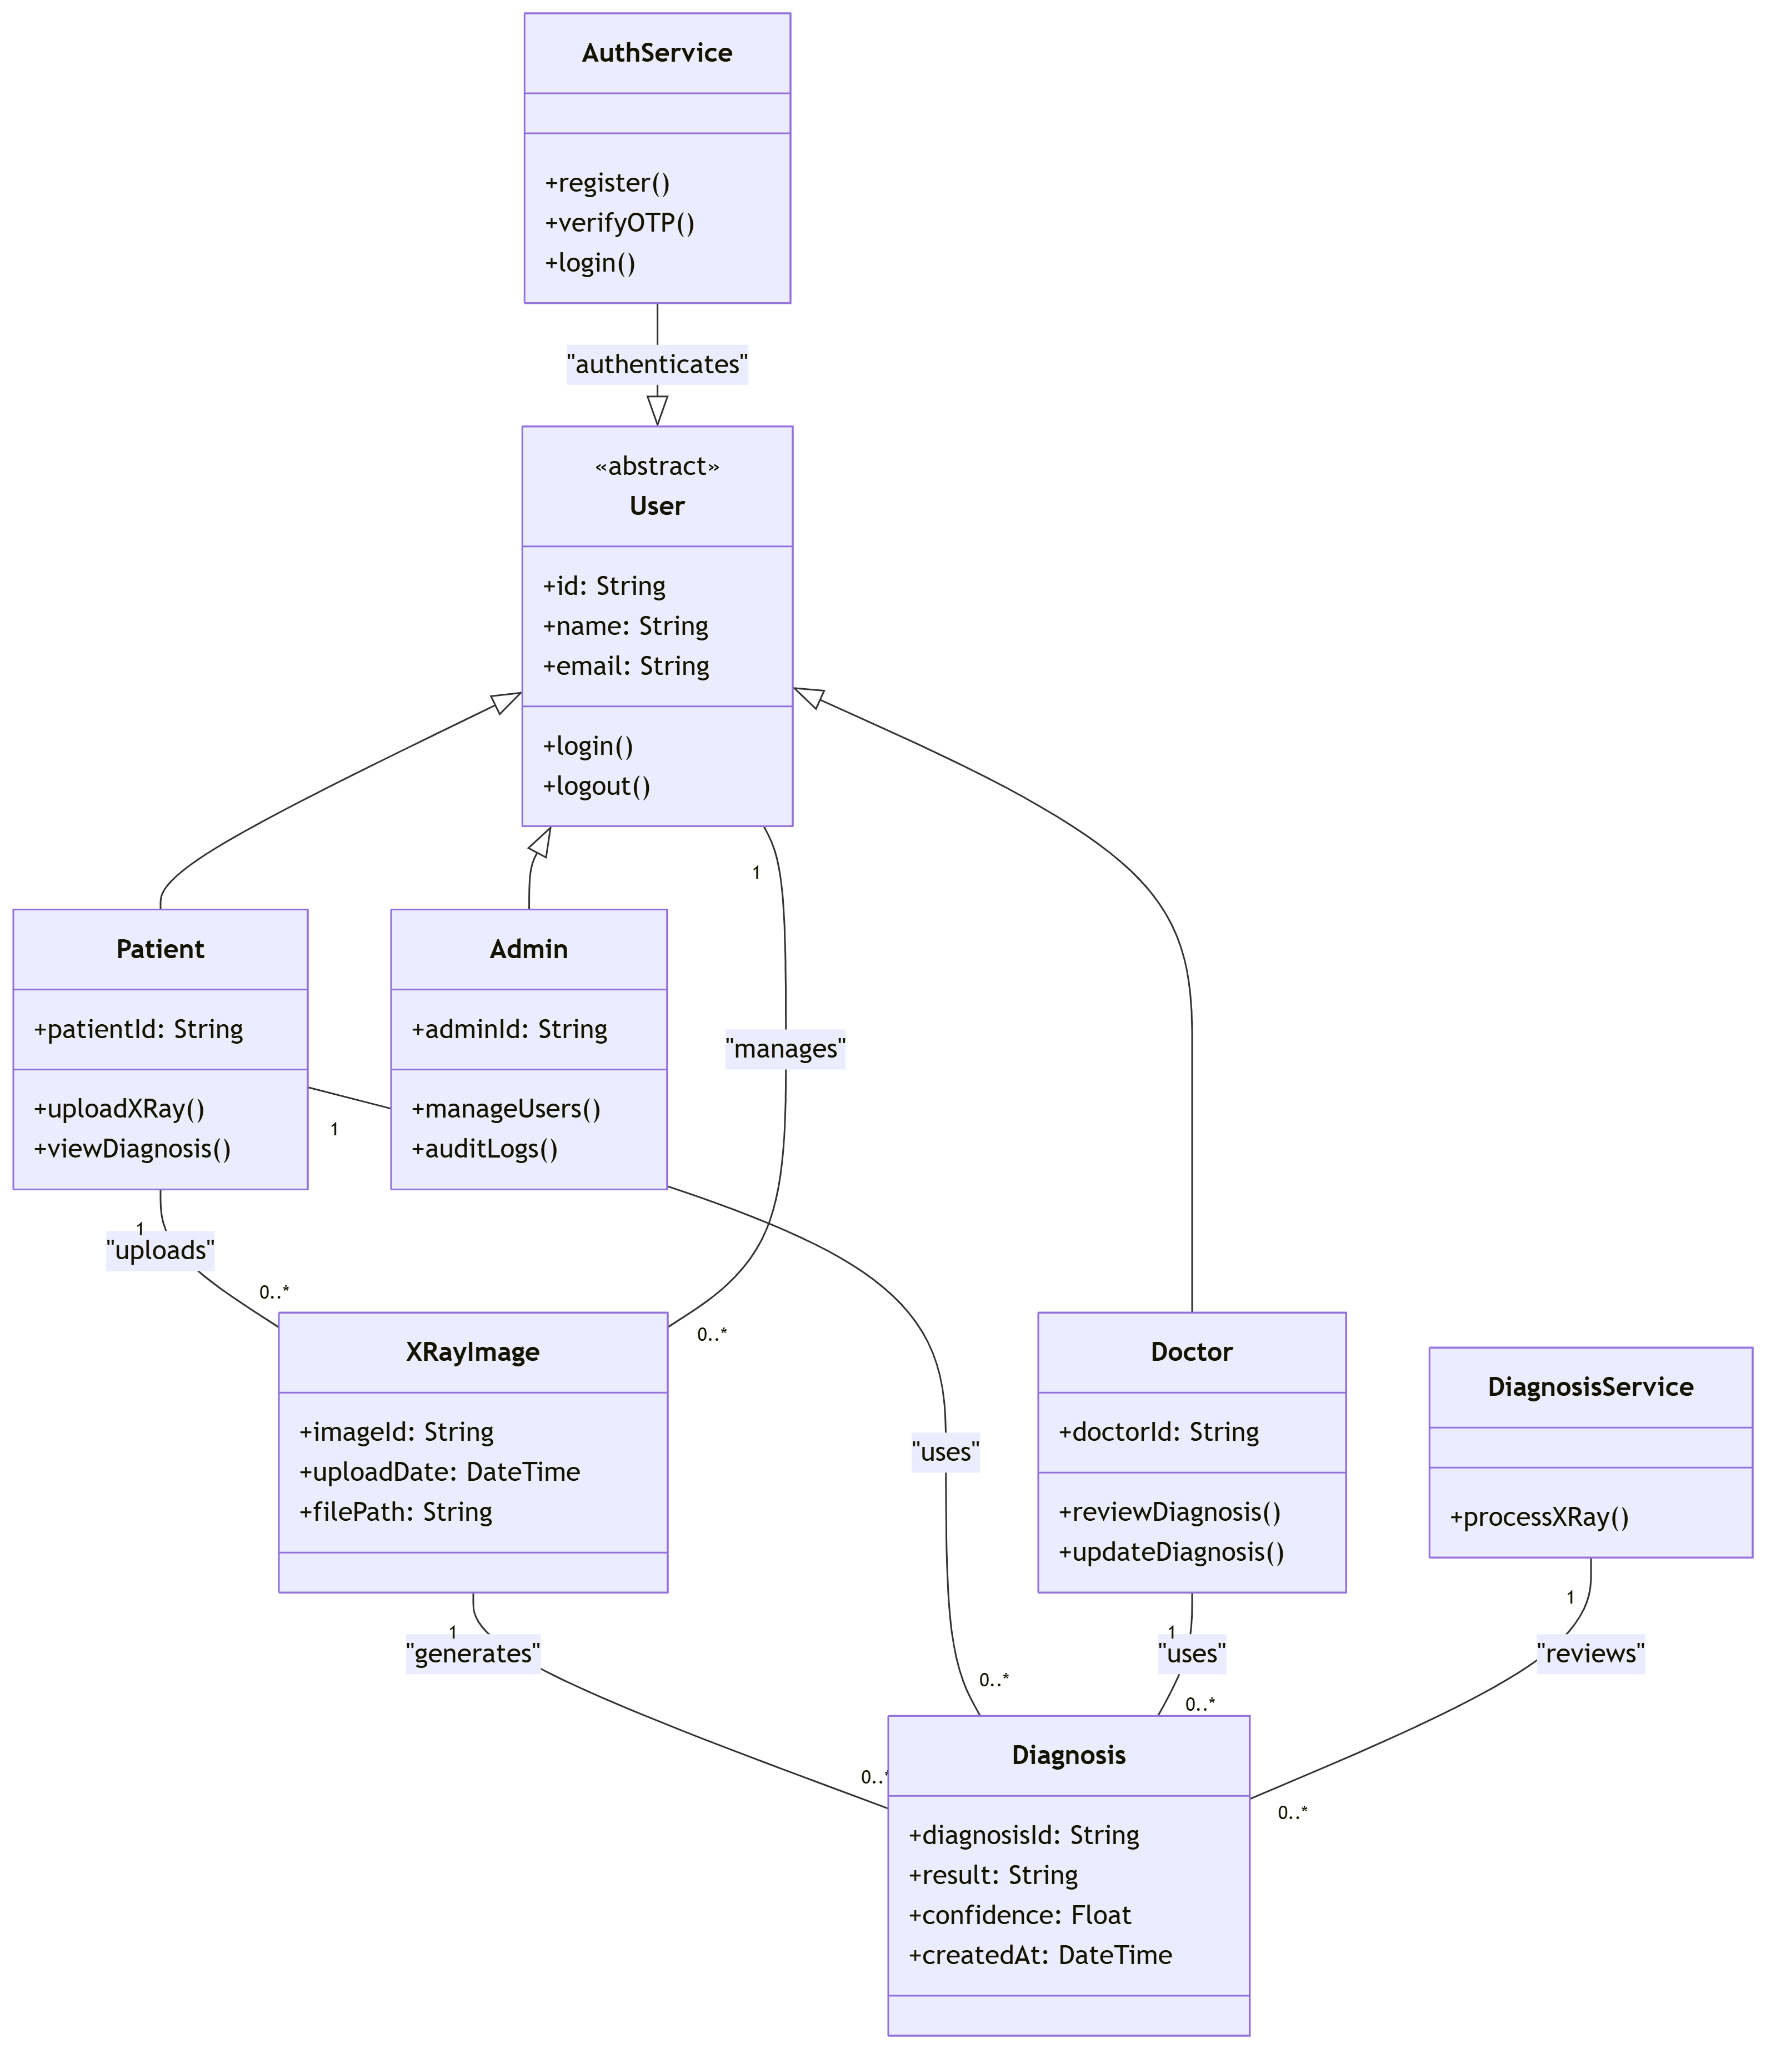 AuthService
+register()
+verifyOTP()
+login()
"authenticates"
«abstract»
User
+id: String
+name: String
+email: String
+login()
+logout()
1
Patient
+patientId: String
+uploadXRay()
+viewDiagnosis()
1
Admin
+adminId: String
+manageUsers()
+auditLogs()
"manages"
1
"uploads"
0..*
0..*
XRayImage
+imageId: String
+uploadDate: DateTime
+filePath: String
"uses"
Doctor
+doctorId: String
+reviewDiagnosis()
+updateDiagnosis()
DiagnosisService
+processXRay()
1
"generates"
1
"uses"
1
"reviews"
0..*
0..*
0..*
0..*
Diagnosis
+diagnosisId: String
+result: String
+confidence: Float
+createdAt: DateTime